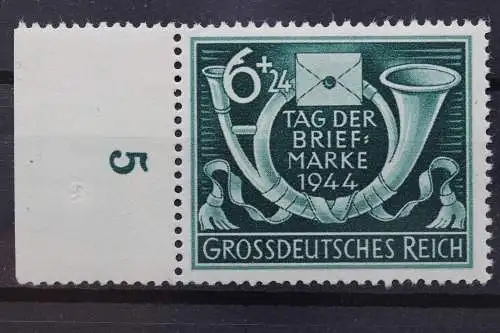 6+24
TAG DER
BRIEF=
MARKE
1944
GROSSDEUTSCHES REICH
5